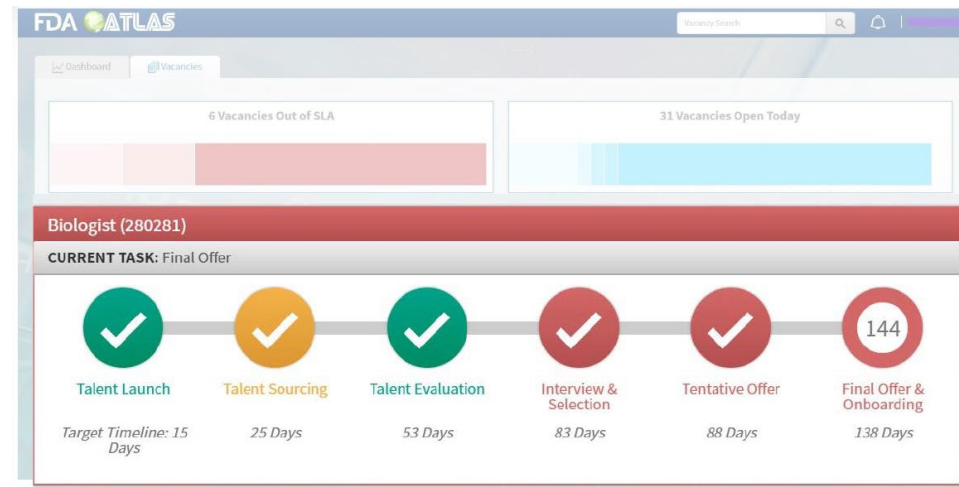 FDA ATLAS
Vacancy Search
Dashboard
Vacancies
6 Vacancies Out of SLA
31 Vacancies Open Today
Biologist (280281)
CURRENT TASK: Final Offer
144
Talent Launch
Talent Sourcing
Talent Evaluation
Interview &
Selection
Tentative Offer
Final Offer &
Onboarding
Target Timeline: 15
Days
25 Days
53 Days
83 Days
88 Days
138 Days